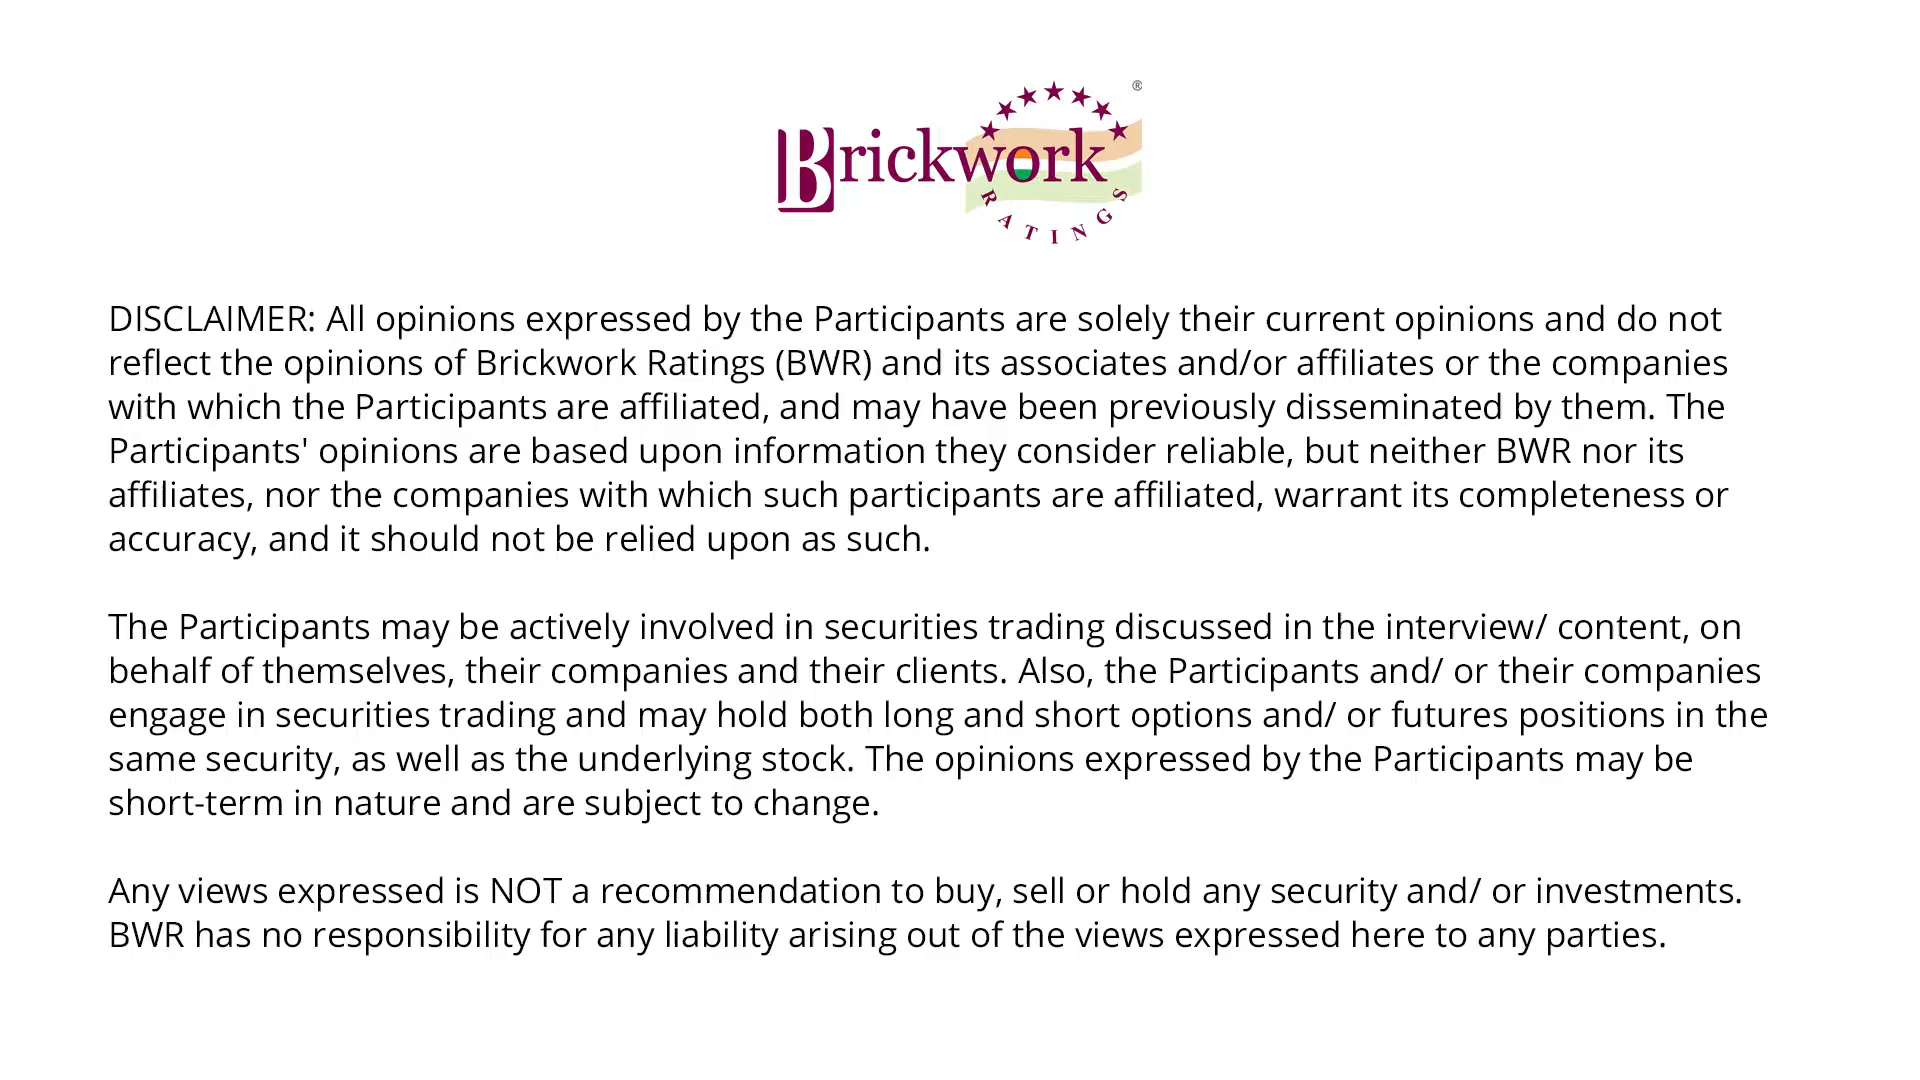 Brickwork
RATINGS
®
DISCLAIMER: All opinions expressed by the Participants are solely their current opinions and do not
reflect the opinions of Brickwork Ratings (BWR) and its associates and/or affiliates or the companies
with which the Participants are affiliated, and may have been previously disseminated by them. The
Participants' opinions are based upon information they consider reliable, but neither BWR nor its
affiliates, nor the companies with which such participants are affiliated, warrant its completeness or
accuracy, and it should not be relied upon as such.
The Participants may be actively involved in securities trading discussed in the interview/ content, on
behalf of themselves, their companies and their clients. Also, the Participants and/ or their companies
engage in securities trading and may hold both long and short options and/ or futures positions in the
same security, as well as the underlying stock. The opinions expressed by the Participants may be
short-term in nature and are subject to change.
Any views expressed is NOT a recommendation to buy, sell or hold any security and/ or investments.
BWR has no responsibility for any liability arising out of the views expressed here to any parties.